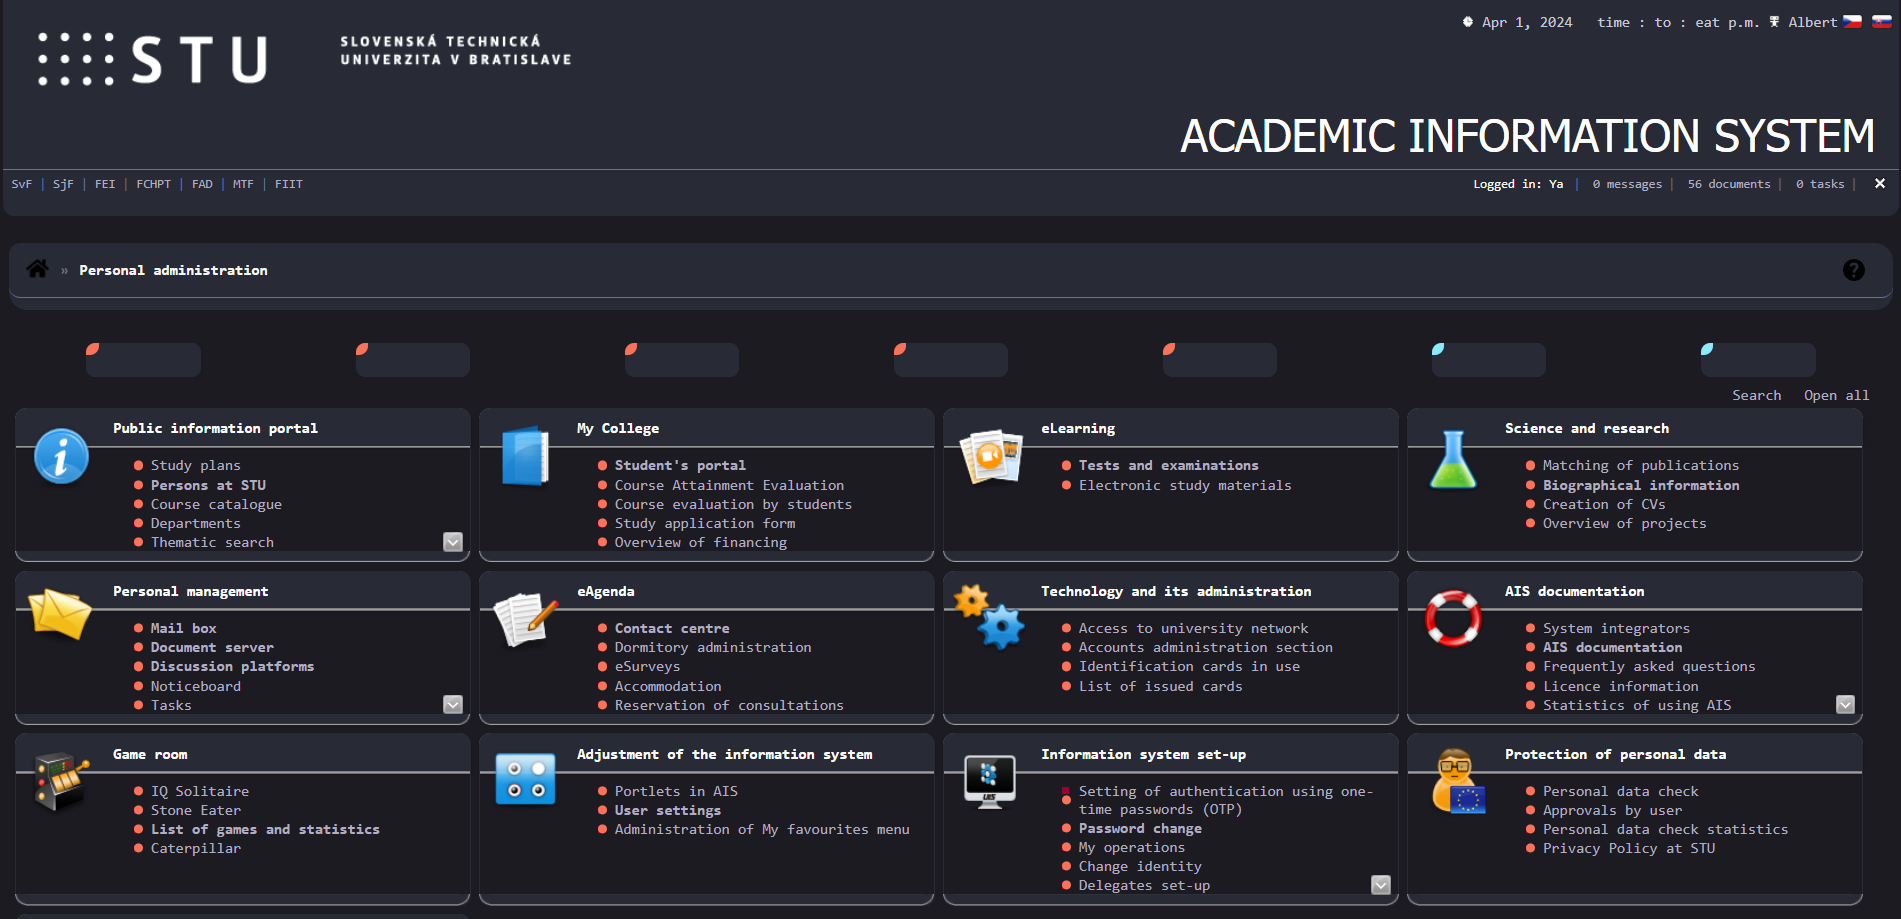 Apr 1, 2024 time : to : eat p.m. Albert
STU
SLOVENSKÁ TECHNICKÁ
UNIVERZITA V BRATISLAVE
ACADEMIC INFORMATION SYSTEM
SvF | SjF | FEI | FCHPT | FAD | MTF | FIIT
Logged in: Ya | 0 messages | 56 documents | 0 tasks |
» Personal administration
Search Open all
Public information portal
Study plans
Persons at STU
Course catalogue
Departments
Thematic search
My College
Student's portal
Course Attainment Evaluation
Course evaluation by students
Study application form
Overview of financing
eLearning
Tests and examinations
Electronic study materials
Science and research
Matching of publications
Biographical information
Creation of CVs
Overview of projects
Personal management
Mail box
Document server
Discussion platforms
Noticeboard
Tasks
eAgenda
Contact centre
Dormitory administration
eSurveys
Accommodation
Reservation of consultations
Technology and its administration
Access to university network
Accounts administration section
Identification cards in use
List of issued cards
AIS documentation
System integrators
AIS documentation
Frequently asked questions
Licence information
Statistics of using AIS
Game room
IQ Solitaire
Stone Eater
List of games and statistics
Caterpillar
Adjustment of the information system
Portlets in AIS
User settings
Administration of My favourites menu
Information system set-up
UIS
Setting of authentication using one-
time passwords (OTP)
Password change
My operations
Change identity
Delegates set-up
Protection of personal data
Personal data check
Approvals by user
Personal data check statistics
Privacy Policy at STU